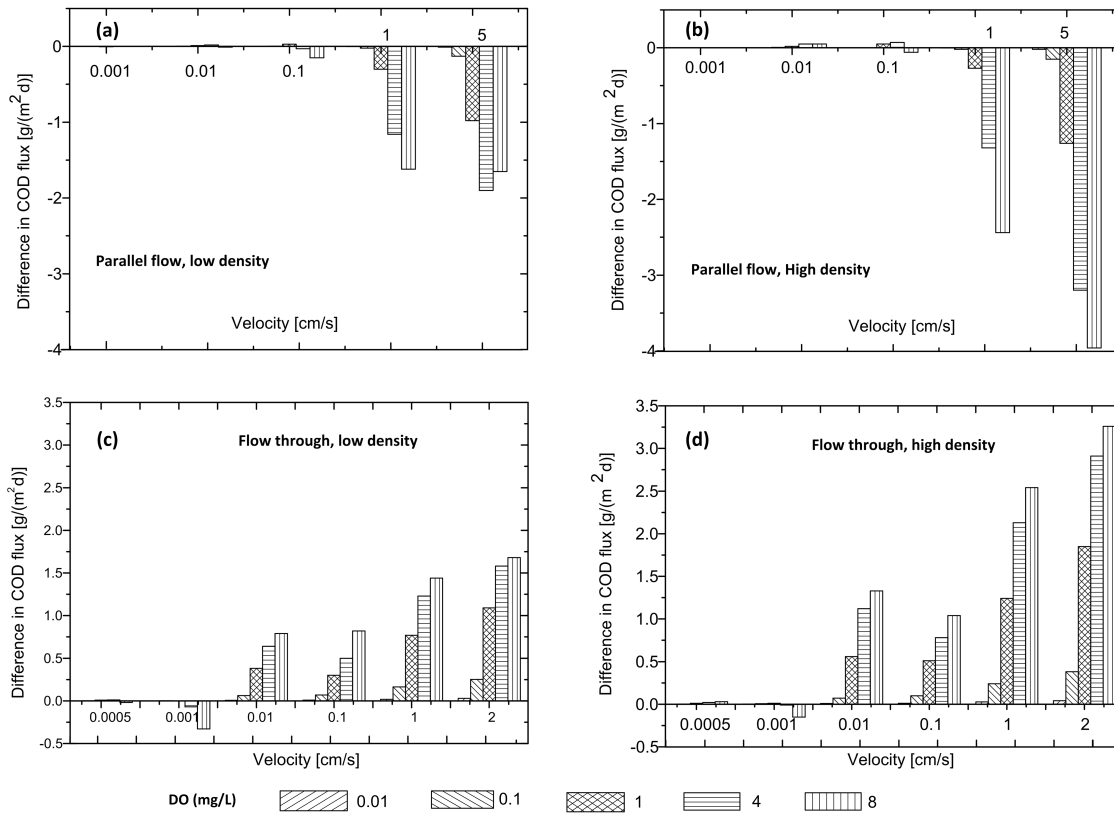 (a)
1
5
0
0.001
0.01
0.1
-1
-2
-3
-4
Difference in COD flux [g/(m²d)]
Parallel flow, low density
Velocity [cm/s]
(b)
1
5
0
0.001
0.01
0.1
-1
-2
-3
-4
Difference in COD flux [g/(m ²d)]
Parallel flow, High density
Velocity [cm/s]
(c)
Flow through, low density
3.5
3.0
2.5
2.0
1.5
1.0
0.5
0.0
-0.5
Difference in COD flux [g/(m²d)]
0.0005
0.001
0.01
0.1
1
2
Velocity [cm/s]
(d)
Flow through, high density
3.5
3.0
2.5
2.0
1.5
1.0
0.5
0.0
-0.5
Difference in COD flux [g/(m ²d)]
0.0005
0.001
0.01
0.1
1
2
Velocity [cm/s]
DO (mg/L) 0.01 0.1 1 4 8